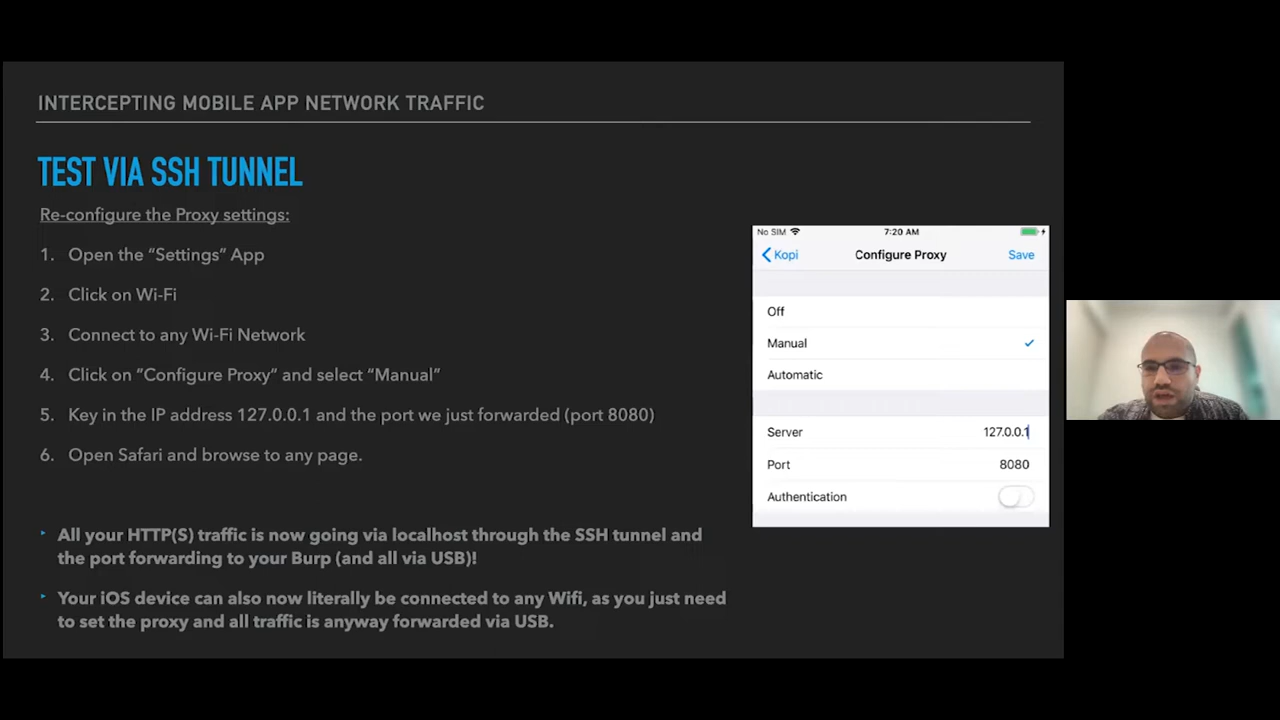 INTERCEPTING MOBILE APP NETWORK TRAFFIC
TEST VIA SSH TUNNEL
Re-configure the Proxy settings:
1. Open the “Settings” App
2. Click on Wi-Fi
3. Connect to any Wi-Fi Network
4. Click on ”Configure Proxy“ and select “Manual”
5. Key in the IP address 127.0.0.1 and the port we just forwarded (port 8080)
6. Open Safari and browse to any page.
All your HTTP(S) traffic is now going via localhost through the SSH tunnel and
the port forwarding to your Burp (and all via USB)!
Your iOS device can also now literally be connected to any Wifi, as you just need
to set the proxy and all traffic is anyway forwarded via USB.
No SIM 7:20 AM
Kopi Configure Proxy Save
Off
Manual
Automatic
Server 127.0.0.1
Port 8080
Authentication